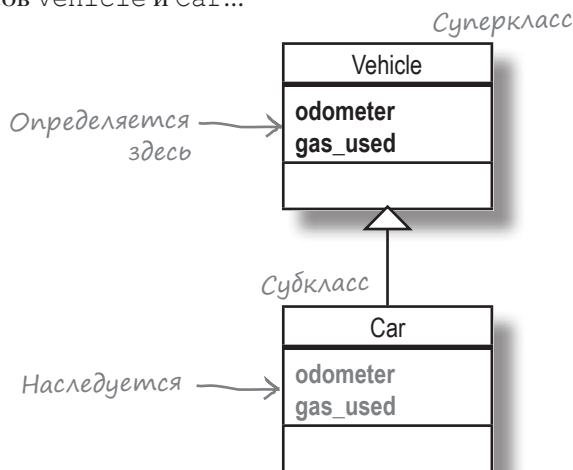 ов Vehicle и Car...
Суперкласс
Vehicle
Определяется
здесь
odometer
gas_used
Субкласс
Car
Наследуется
odometer
gas_used